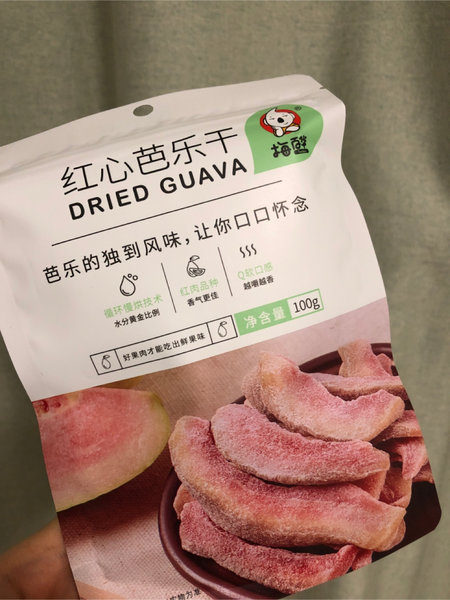 梅鲤
红心芭乐干
DRIED GUAVA
芭乐的独到风味,让你口口怀念
循环慢烘技术
水分黄金比例
红肉品种
香气更佳
Q软口感
越嚼越香
净含量 100g
好果肉才能吃出鲜果味